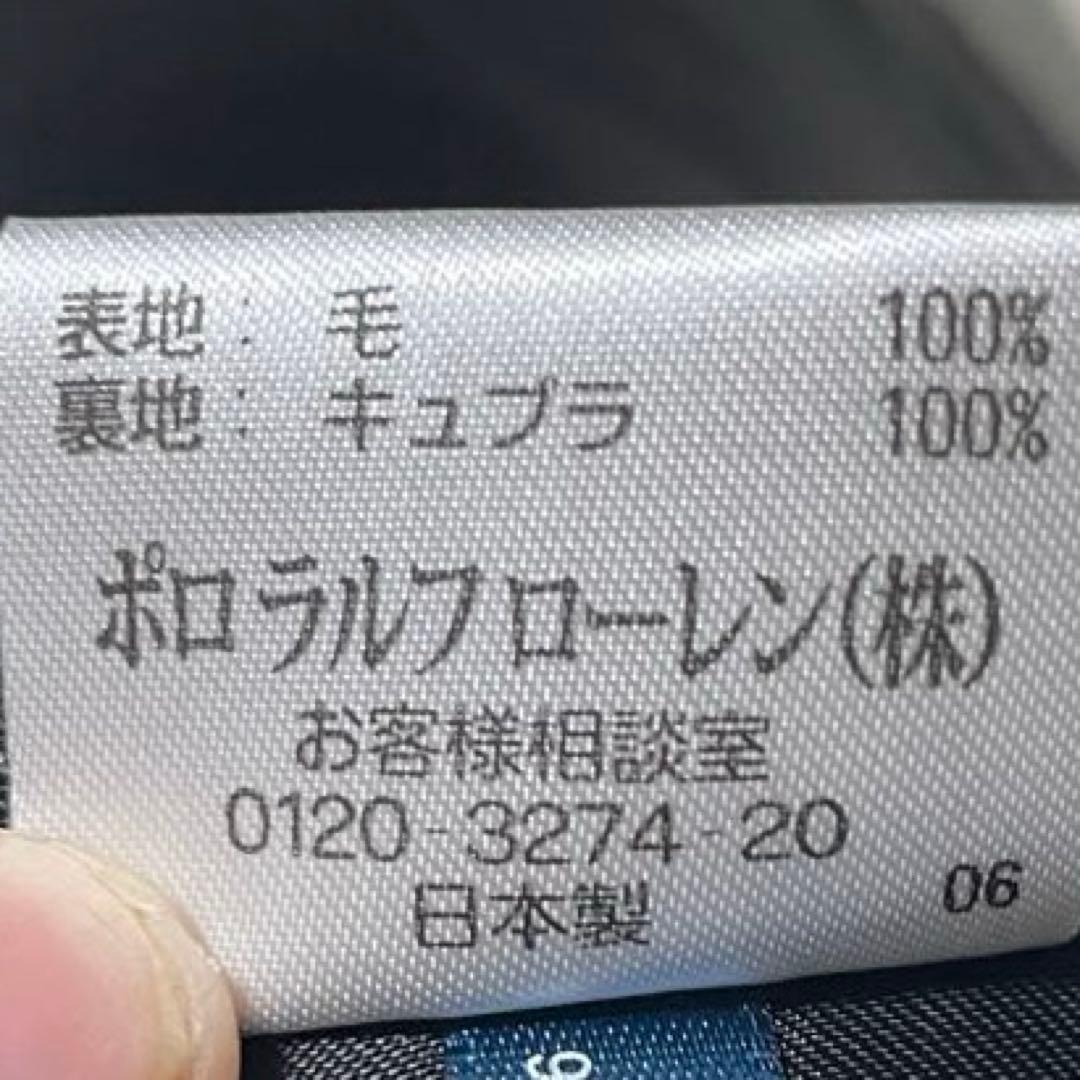 表地: 毛 100%
裏地: キュプラ 100%
ポロ ラルフ ローレン(株)
お客様相談室
0120-3274-20
日本製 06